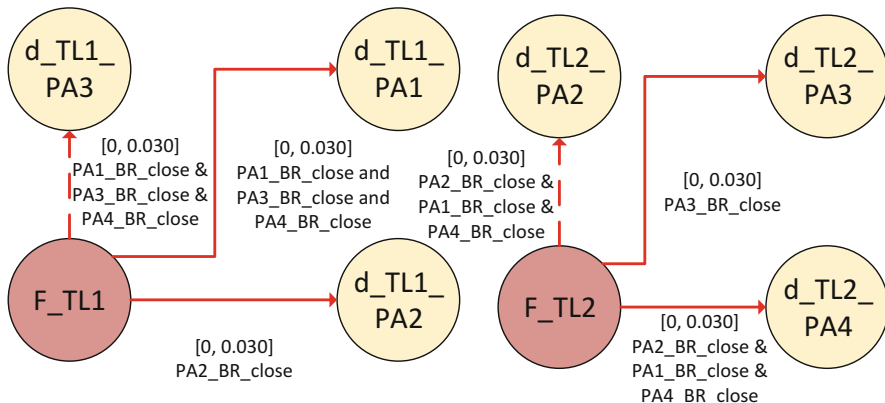 d_TL1_
PA3
d_TL1_
PA1
[0, 0.030]
PA1_BR_close &
PA3_BR_close &
PA4_BR_close
[0, 0.030]
PA1_BR_close and
PA3_BR_close and
PA4_BR_close
F_TL1
d_TL1_
PA2
[0, 0.030]
PA2_BR_close
d_TL2_
PA2
d_TL2_
PA3
[0, 0.030]
PA2_BR_close &
PA1_BR_close &
PA4_BR_close
[0, 0.030]
PA3_BR_close
F_TL2
d_TL2_
PA4
[0, 0.030]
PA2_BR_close &
PA1_BR_close &
PA4_BR_close